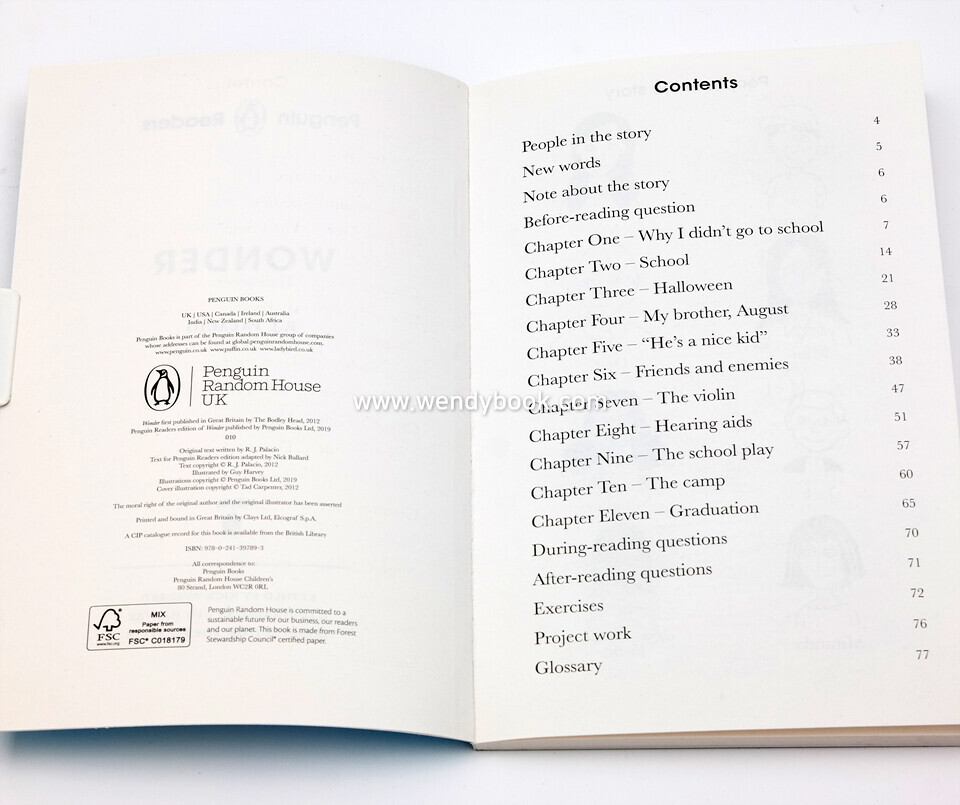 PENGUIN BOOKS
UK | USA | Canada | Ireland | Australia
India | New Zealand | South Africa
Penguin Books is part of the Penguin Random House group of companies
whose addresses can be found at global.penguinrandomhouse.com.
www.penguin.co.uk www.puffin.co.uk www.ladybird.co.uk
Penguin
Random House
UK
Wonder first published in Great Britain by The Bodley Head, 2012
Penguin Readers edition of Wonder published by Penguin Books Ltd, 2019
010
Original text written by R. J. Palacio
Text for Penguin Readers edition adapted by Nick Bullard
Text copyright © R. J. Palacio, 2012
Illustrated by Guy Harvey
Illustrations copyright © Penguin Books Ltd, 2019
Cover illustration copyright © Tad Carpenter, 2012
The moral right of the original author and the original illustrator has been asserted
Printed and bound in Great Britain by Clays Ltd, Elcograf S.p.A.
A CIP catalogue record for this book is available from the British Library
ISBN: 978-0-241-39789-3
All correspondence to:
Penguin Books
Penguin Random House Children's
80 Strand, London WC2R 0RL
FSC
www.fsc.org
MIX
Paper from
responsible sources
FSC® C018179
Penguin Random House is committed to a
sustainable future for our business, our readers
and our planet. This book is made from Forest
Stewardship Council® certified paper.
Contents
People in the story 4
New words 5
Note about the story 6
Before-reading question 6
Chapter One – Why I didn't go to school 7
Chapter Two – School 14
Chapter Three – Halloween 21
Chapter Four – My brother, August 28
Chapter Five – “He's a nice kid” 33
Chapter Six – Friends and enemies 38
Chapter Seven – The violin 47
Chapter Eight – Hearing aids 51
Chapter Nine – The school play 57
Chapter Ten – The camp 60
Chapter Eleven – Graduation 65
During-reading questions 70
After-reading questions 71
Exercises 72
Project work 76
Glossary 77
www.wendybook.com
WONDER
Penguin Readers